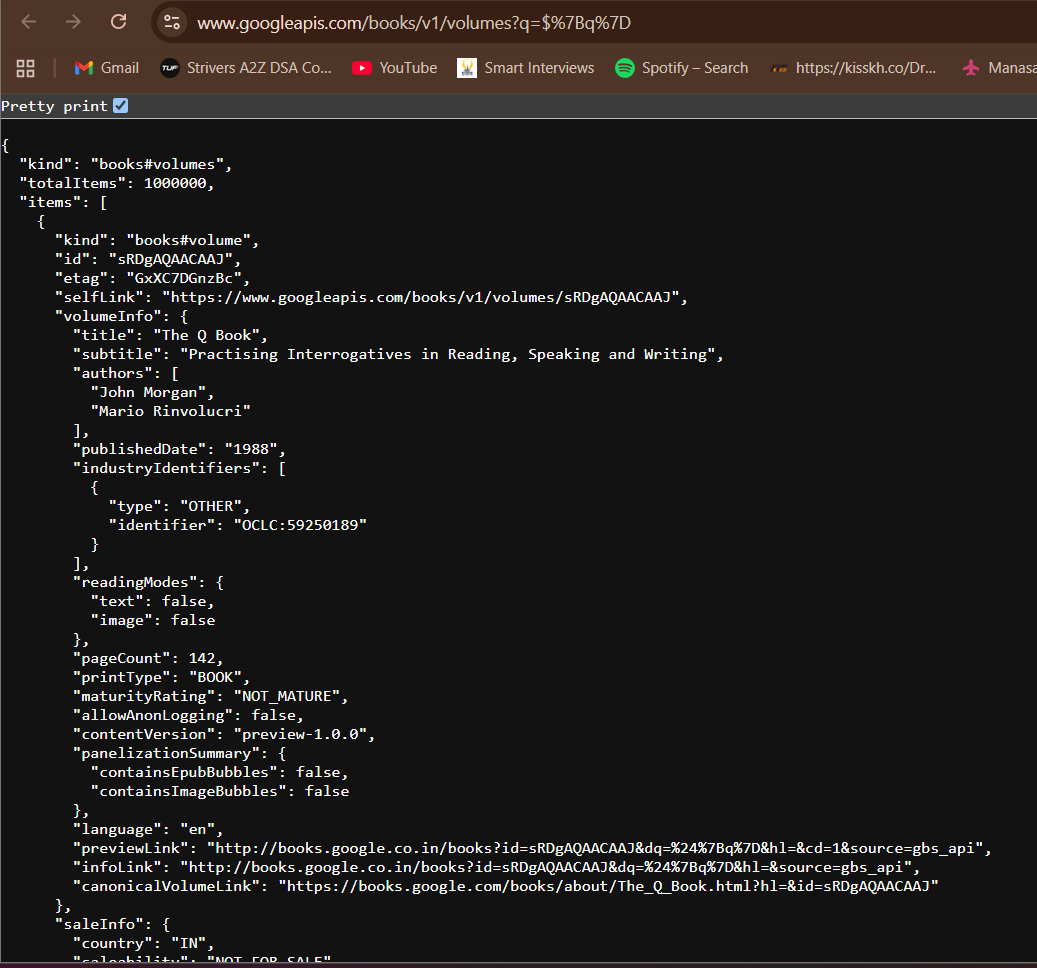 www.googleapis.com/books/v1/volumes?q=$%7Bq%7D
Gmail TUF Strivers A2Z DSA Co... YouTube Smart Interviews Spotify – Search https://kisskh.co/Dr... Manasa
Pretty print
{
"kind": "books#volumes",
"totalItems": 1000000,
"items": [
{
"kind": "books#volume",
"id": "sRDgAQAACAAJ",
"etag": "GxXC7DGnzBc",
"selfLink": "https://www.googleapis.com/books/v1/volumes/sRDgAQAACAAJ",
"volumeInfo": {
"title": "The Q Book",
"subtitle": "Practising Interrogatives in Reading, Speaking and Writing",
"authors": [
"John Morgan",
"Mario Rinvolucri"
],
"publishedDate": "1988",
"industryIdentifiers": [
{
"type": "OTHER",
"identifier": "OCLC:59250189"
}
],
"readingModes": {
"text": false,
"image": false
},
"pageCount": 142,
"printType": "BOOK",
"maturityRating": "NOT_MATURE",
"allowAnonLogging": false,
"contentVersion": "preview-1.0.0",
"panelizationSummary": {
"containsEpubBubbles": false,
"containsImageBubbles": false
},
"language": "en",
"previewLink": "http://books.google.co.in/books?id=sRDgAQAACAAJ&dq=%24%7Bq%7D&hl=&cd=1&source=gbs_api",
"infoLink": "http://books.google.co.in/books?id=sRDgAQAACAAJ&dq=%24%7Bq%7D&hl=&source=gbs_api",
"canonicalVolumeLink": "https://books.google.com/books/about/The_Q_Book.html?hl=&id=sRDgAQAACAAJ"
},
"saleInfo": {
"country": "IN",
"saleability": "NOT_FOR_SALE"